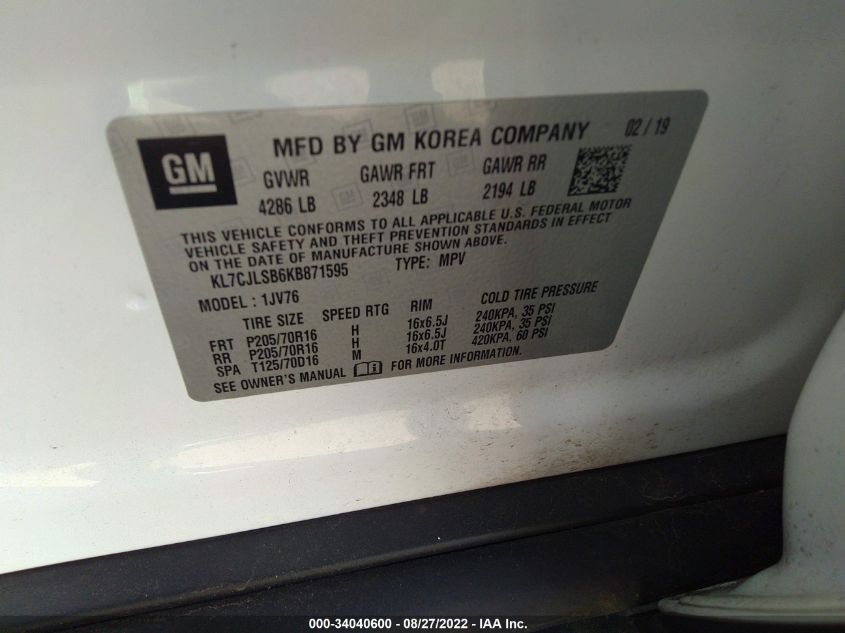 GM
MFD BY GM KOREA COMPANY 02 / 19
GVWR GAWR FRT GAWR RR
4286 LB 2348 LB 2194 LB
THIS VEHICLE CONFORMS TO ALL APPLICABLE U.S. FEDERAL MOTOR
VEHICLE SAFETY AND THEFT PREVENTION STANDARDS IN EFFECT
ON THE DATE OF MANUFACTURE SHOWN ABOVE.
KL7CJLSB6KB871595 TYPE: MPV
MODEL : 1JV76
TIRE SIZE SPEED RTG RIM COLD TIRE PRESSURE
FRT P205/70R16 H 16x6.5J 240KPA, 35 PSI
RR P205/70R16 H 16x6.5J 240KPA, 35 PSI
SPA T125/70D16 M 16x4.0T 420KPA, 60 PSI
SEE OWNER'S MANUAL FOR MORE INFORMATION.
000-34040600 - 08/27/2022 - IAA Inc.